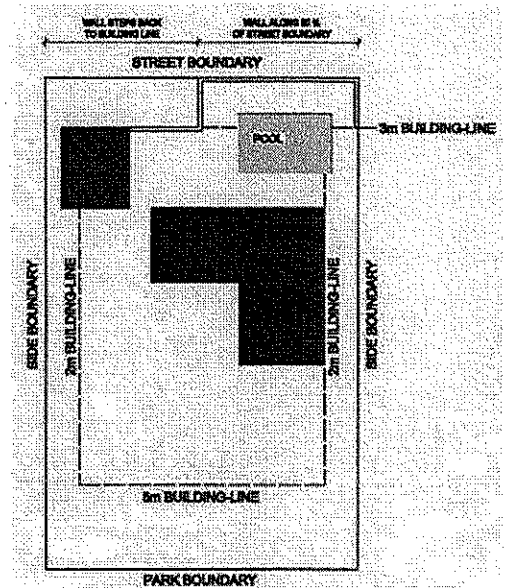 WALL STEPS BACK
TO BUILDING LINE
WALL ALONG
OF STREET BOUNDARY
STREET BOUNDARY
3m BUILDING-LINE
POOL
SIDE BOUNDARY
2m BUILDING-LINE
2m BUILDING-LINE
SIDE BOUNDARY
5m BUILDING-LINE
PARK BOUNDARY